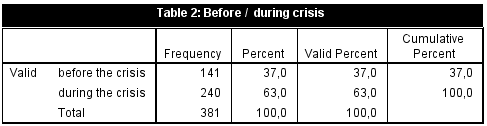 Table 2: Before / during crisis
Frequency Percent Valid Percent Cumulative Percent
Valid before the crisis 141 37,0 37,0 37,0
during the crisis 240 63,0 63,0 100,0
Total 381 100,0 100,0